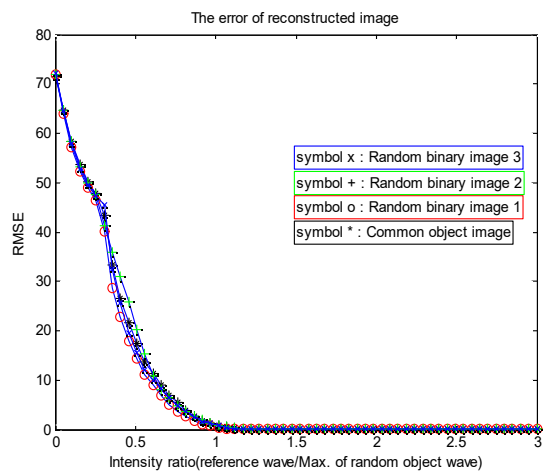 The error of reconstructed image
80
70
60
50
40
30
20
10
0
RMSE
symbol x : Random binary image 3
symbol + : Random binary image 2
symbol o : Random binary image 1
symbol * : Common object image
0 0.5 1 1.5 2 2.5 3
Intensity ratio(reference wave/Max. of random object wave)